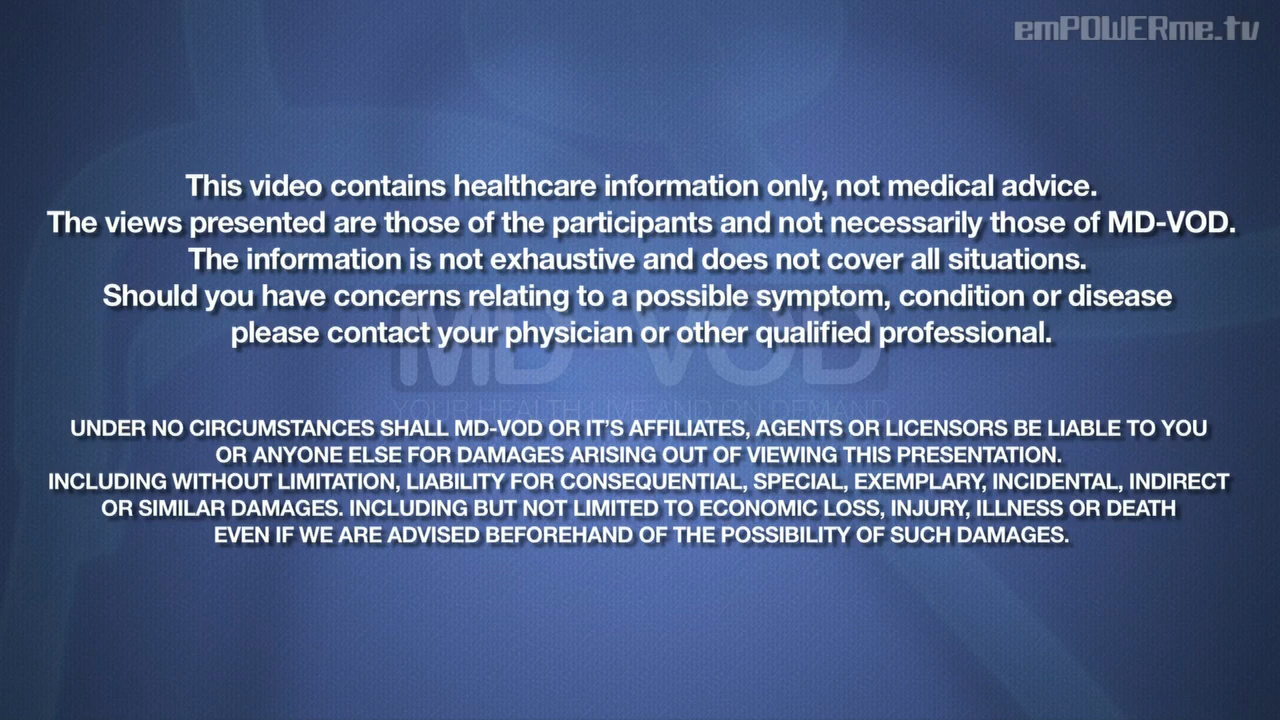 emPOWERme.tv
This video contains healthcare information only, not medical advice.
The views presented are those of the participants and not necessarily those of MD-VOD.
The information is not exhaustive and does not cover all situations.
Should you have concerns relating to a possible symptom, condition or disease
please contact your physician or other qualified professional.
MD-VOD
YOUR HEALTH LIVE AND ON DEMAND
UNDER NO CIRCUMSTANCES SHALL MD-VOD OR IT'S AFFILIATES, AGENTS OR LICENSORS BE LIABLE TO YOU
OR ANYONE ELSE FOR DAMAGES ARISING OUT OF VIEWING THIS PRESENTATION.
INCLUDING WITHOUT LIMITATION, LIABILITY FOR CONSEQUENTIAL, SPECIAL, EXEMPLARY, INCIDENTAL, INDIRECT
OR SIMILAR DAMAGES. INCLUDING BUT NOT LIMITED TO ECONOMIC LOSS, INJURY, ILLNESS OR DEATH
EVEN IF WE ARE ADVISED BEFOREHAND OF THE POSSIBILITY OF SUCH DAMAGES.